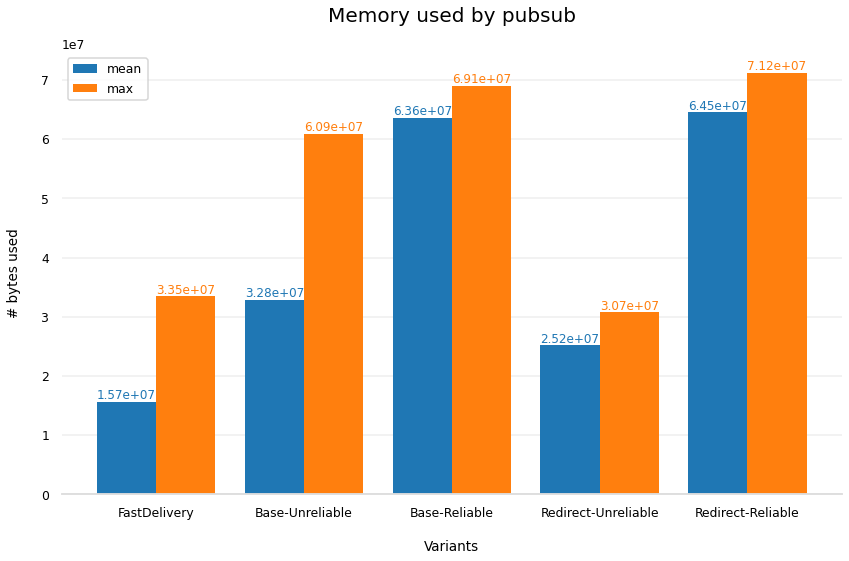 Memory used by pubsub
1e7
mean
max
7
6
5
4
3
2
1
0
# bytes used
1.57e+07
3.35e+07
3.28e+07
6.09e+07
6.36e+07
6.91e+07
2.52e+07
3.07e+07
6.45e+07
7.12e+07
FastDelivery
Base-Unreliable
Base-Reliable
Redirect-Unreliable
Redirect-Reliable
Variants